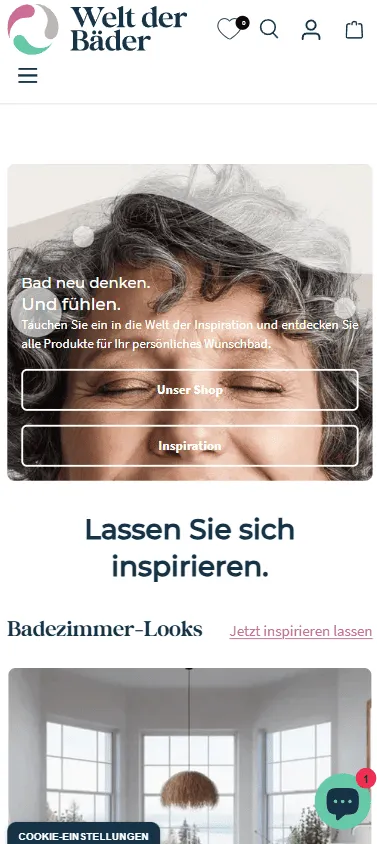 Welt der
Bäder
0
Bad neu denken.
Und fühlen.
Tauchen Sie ein in die Welt der Inspiration und entdecken Sie
alle Produkte für Ihr persönliches Wunschbad.
Unser Shop
Inspiration
Lassen Sie sich
inspirieren.
Badezimmer-Looks
Jetzt inspirieren lassen
1
COOKIE-EINSTELLUNGEN